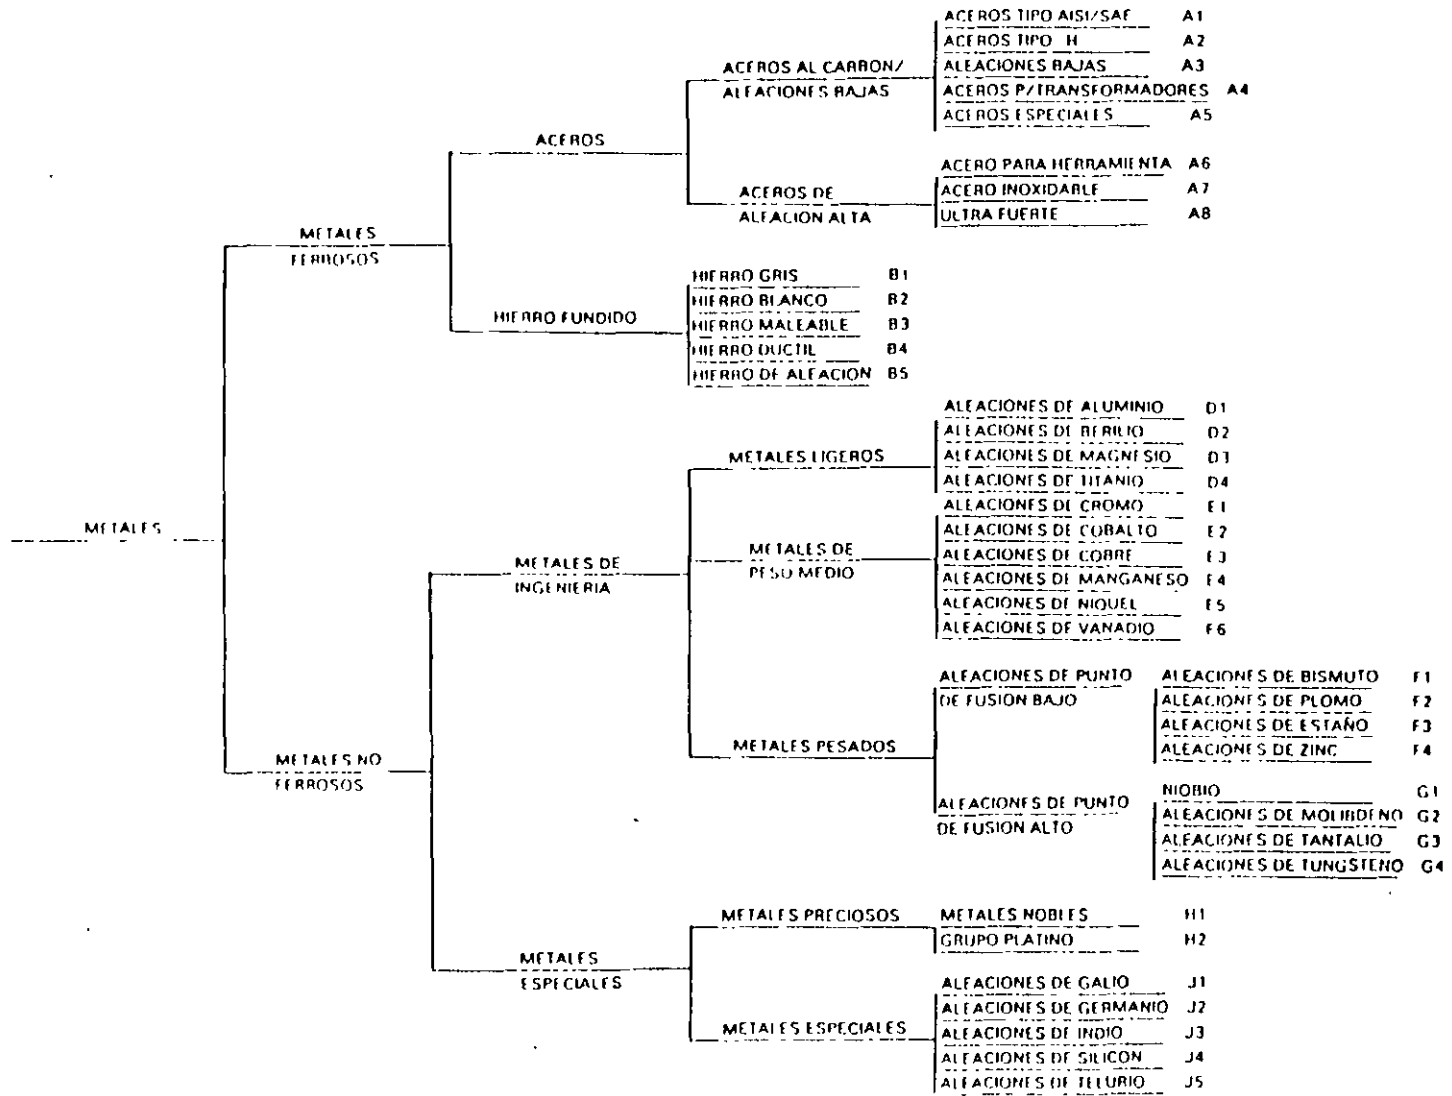 METALES
METALES
FERROSOS
ACEROS
ACEROS AL CARBON/
ALEACIONES BAJAS
ACEROS TIPO AISI/SAE A1
ACEROS TIPO H A2
ALEACIONES BAJAS A3
ACEROS P/TRANSFORMADORES A4
ACEROS ESPECIALES A5
ACEROS DE
ALEACION ALTA
ACERO PARA HERRAMIENTA A6
ACERO INOXIDABLE A7
ULTRA FUERTE A8
HIERRO FUNDIDO
HIERRO GRIS B1
HIERRO BLANCO B2
HIERRO MALEABLE B3
HIERRO DUCTIL B4
HIERRO DE ALEACION B5
METALES NO
FERROSOS
METALES DE
INGENIERIA
METALES LIGEROS
ALEACIONES DE ALUMINIO D1
ALEACIONES DE BERILIO D2
ALEACIONES DE MAGNESIO D3
ALEACIONES DE TITANIO D4
METALES DE
PESO MEDIO
ALEACIONES DE CROMO E1
ALEACIONES DE COBALTO E2
ALEACIONES DE COBRE E3
ALEACIONES DE MANGANESO E4
ALEACIONES DE NIQUEL E5
ALEACIONES DE VANADIO E6
METALES PESADOS
ALEACIONES DE PUNTO
DE FUSION BAJO
ALEACIONES DE BISMUTO F1
ALEACIONES DE PLOMO F2
ALEACIONES DE ESTAÑO F3
ALEACIONES DE ZINC F4
ALEACIONES DE PUNTO
DE FUSION ALTO
NIOBIO G1
ALEACIONES DE MOLIBDENO G2
ALEACIONES DE TANTALIO G3
ALEACIONES DE TUNGSTENO G4
METALES
ESPECIALES
METALES PRECIOSOS
METALES NOBLES H1
GRUPO PLATINO H2
METALES ESPECIALES
ALEACIONES DE GALIO J1
ALEACIONES DE GERMANIO J2
ALEACIONES DE INDIO J3
ALEACIONES DE SILICON J4
ALEACIONES DE TELURIO J5